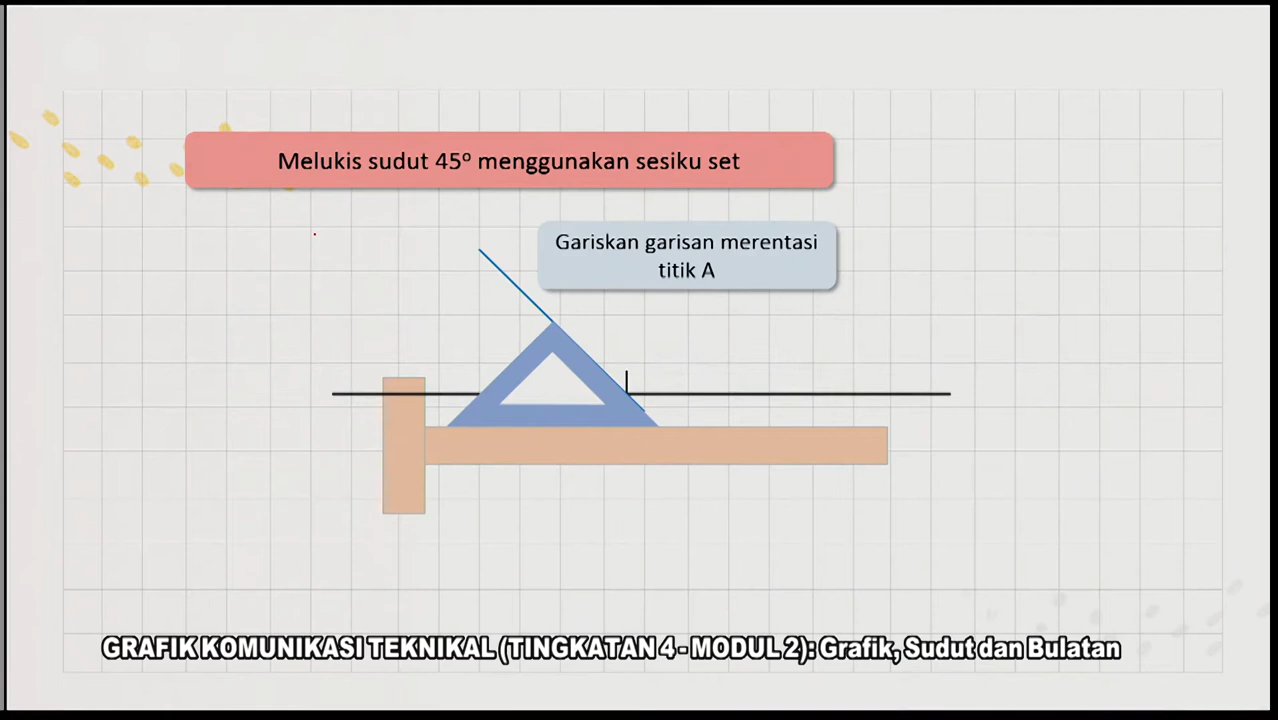 Melukis sudut 45º menggunakan sesiku set
Gariskan garisan merentasi
titik A
GRAFIK KOMUNIKASI TEKNIKAL (TINGKATAN 4 - MODUL 2): Grafik, Sudut dan Bulatan